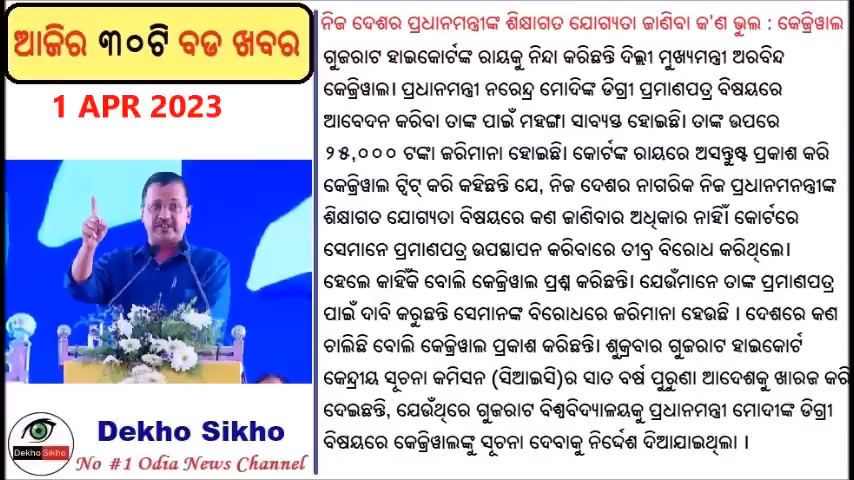 ଆଜିର ୩୦ଟି ବଡ ଖବର
1 APR 2023
ନିଜ ଦେଶର ପ୍ରଧାନମନ୍ତ୍ରୀଙ୍କ ଶିକ୍ଷାଗତ ଯୋଗ୍ୟତା ଜାଣିବା କ'ଣ ଭୁଲ : କେଜ୍ରିୱାଲ
ଗୁଜରାଟ ହାଇକୋର୍ଟଙ୍କ ରାୟକୁ ନିନ୍ଦା କରିଛନ୍ତି ଦିଲ୍ଲୀ ମୁଖ୍ୟମନ୍ତ୍ରୀ ଅରବିନ୍ଦ
କେଜ୍ରିୱାଲ। ପ୍ରଧାନମନ୍ତ୍ରୀ ନରେନ୍ଦ୍ର ମୋଦିଙ୍କ ଡିଗ୍ରୀ ପ୍ରମାଣପତ୍ର ବିଷୟରେ
ଆବେଦନ କରିବା ତାଙ୍କ ପାଇଁ ମହଙ୍ଗା ସାବ୍ୟସ୍ତ ହୋଇଛି। ତାଙ୍କ ଉପରେ
୨୫,୦୦୦ ଟଙ୍କା ଜରିମାନା ହୋଇଛି। କୋର୍ଟଙ୍କ ରାୟରେ ଅସନ୍ତୁଷ୍ଟ ପ୍ରକାଶ କରି
କେଜ୍ରିୱାଲ ଟ୍ୱିଟ୍ କରି କହିଛନ୍ତି ଯେ, ନିଜ ଦେଶର ନାଗରିକ ନିଜ ପ୍ରଧାନମନନ୍ତ୍ରୀଙ୍କ
ଶିକ୍ଷାଗତ ଯୋଗ୍ୟତା ବିଷୟରେ କଣ ଜାଣିବାର ଅଧିକାର ନାହିଁ। କୋର୍ଟରେ
ସେମାନେ ପ୍ରମାଣପତ୍ର ଉପସ୍ଥାପନ କରିବାରେ ତୀବ୍ର ବିରୋଧ କରିଥିଲେ।
ହେଲେ କାହିଁକି ବୋଲି କେଜ୍ରିୱାଲ ପ୍ରଶ୍ନ କରିଛନ୍ତି। ଯେଉଁମାନେ ତାଙ୍କ ପ୍ରମାଣପତ୍ର
ପାଇଁ ଦାବି କରୁଛନ୍ତି ସେମାନଙ୍କ ବିରୋଧରେ ଜରିମାନା ହେଉଛି । ଦେଶରେ କଣ
ଚାଲିଛି ବୋଲି କେଜ୍ରିୱାଲ ପ୍ରକାଶ କରିଛନ୍ତି। ଶୁକ୍ରବାର ଗୁଜରାଟ ହାଇକୋର୍ଟ
କେନ୍ଦ୍ରୀୟ ସୂଚନା କମିସନ (ସିଆଇସି)ର ସାତ ବର୍ଷ ପୁରୁଣା ଆଦେଶକୁ ଖାରଜ କରି
ଦେଇଛନ୍ତି, ଯେଉଁଥିରେ ଗୁଜରାଟ ବିଶ୍ୱବିଦ୍ୟାଳୟକୁ ପ୍ରଧାନମନ୍ତ୍ରୀ ମୋଦୀଙ୍କ ଡିଗ୍ରୀ
ବିଷୟରେ କେଜ୍ରିୱାଲଙ୍କୁ ସୂଚନା ଦେବାକୁ ନିର୍ଦ୍ଦେଶ ଦିଆଯାଇଥିଲା ।
Dekho Sikho
Dekho Sikho
No #1 Odia News Channel